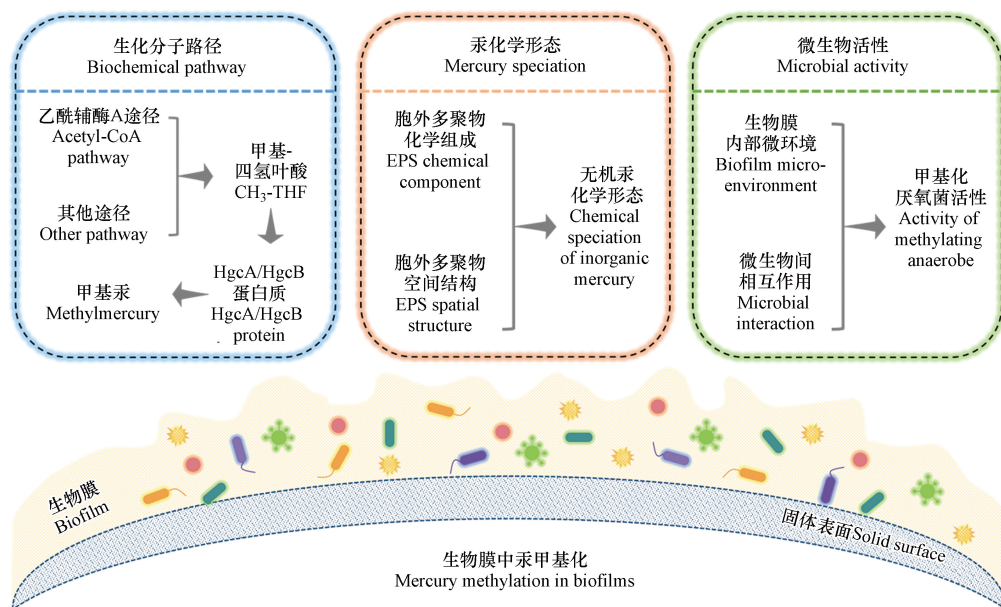 生化分子路径
Biochemical pathway
乙酰辅酶A途径
Acetyl-CoA
pathway
其他途径
Other pathway
甲基-
四氢叶酸
CH₃-THF
HgcA/HgcB
蛋白质
HgcA/HgcB
protein
甲基汞
Methylmercury
汞化学形态
Mercury speciation
胞外多聚物
化学组成
EPS chemical
component
胞外多聚物
空间结构
EPS spatial
structure
无机汞
化学形态
Chemical
speciation
of inorganic
mercury
微生物活性
Microbial activity
生物膜
内部微环境
Biofilm micro-
environment
微生物间
相互作用
Microbial
interaction
甲基化
厌氧菌活性
Activity of
methylating
anaerobe
生物膜
Biofilm
固体表面Solid surface
生物膜中汞甲基化
Mercury methylation in biofilms